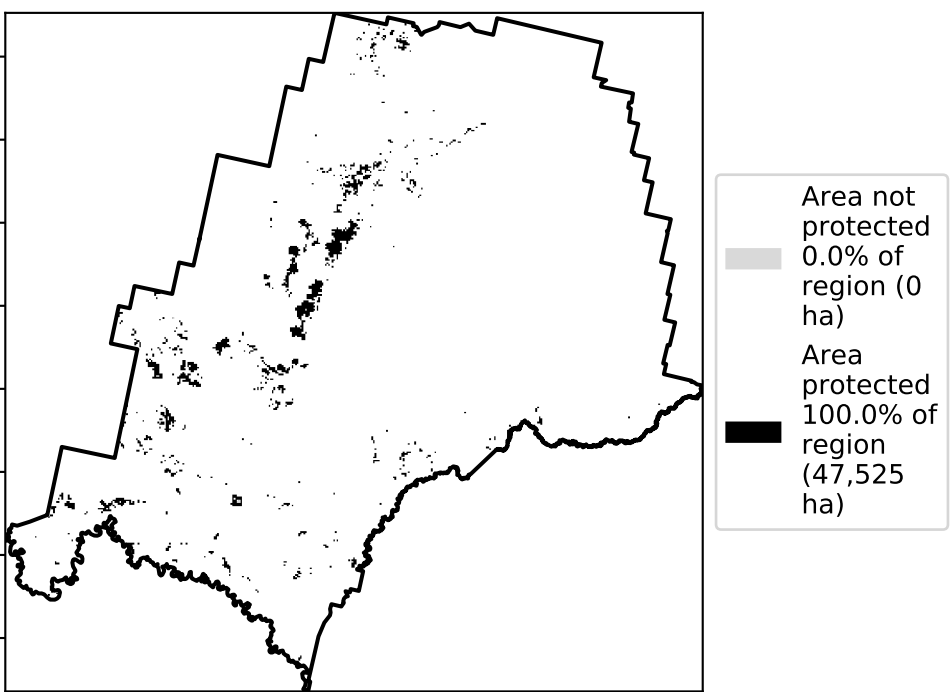 Area not
protected
0.0% of
region (0
ha)
Area
protected
100.0% of
region
(47,525
ha)